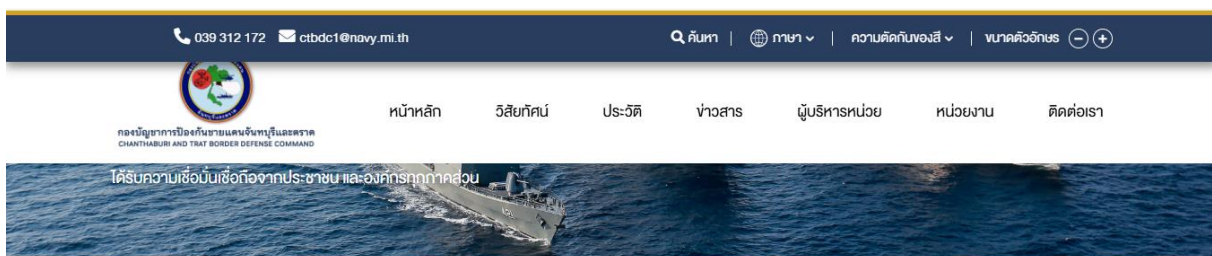 039 312 172 ctbdc1@navy.mi.th ค้นหา | ภาษา | ความตัดกันของสี | ขนาดตัวอักษร
หน้าหลัก วิสัยทัศน์ ประวัติ ข่าวสาร ผู้บริหารหน่วย หน่วยงาน ติดต่อเรา
กองบัญชาการป้องกันชายแดนจันทบุรีและตราด
CHANTHABURI AND TRAT BORDER DEFENSE COMMAND
ได้รับความเชื่อมั่นเชื่อถือจากประชาชน และองค์กรทุกภาคส่วน
421